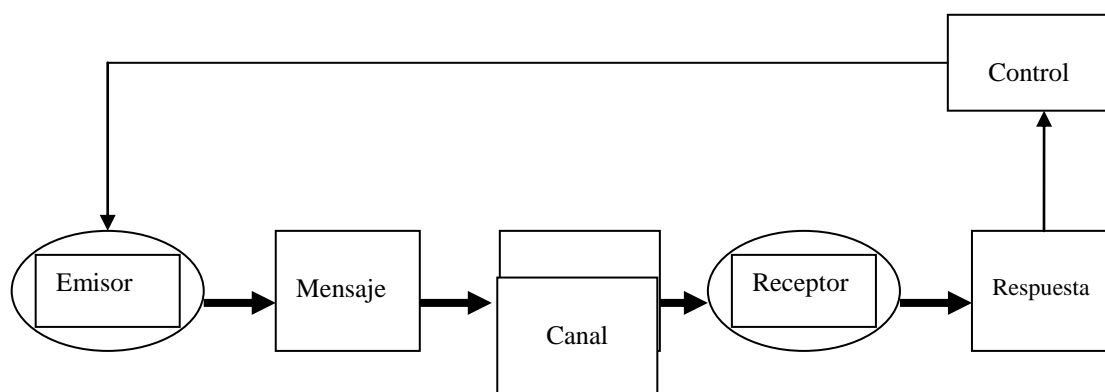 Control
Emisor
Mensaje
Canal
Receptor
Respuesta